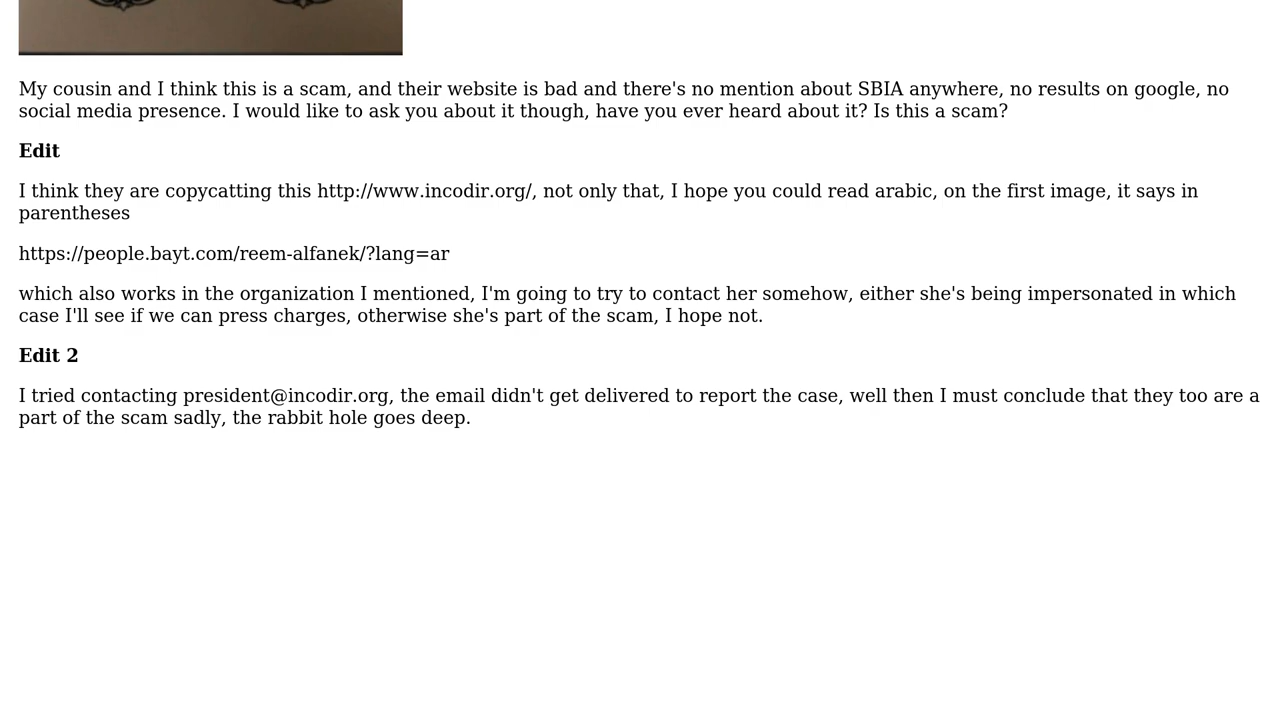 My cousin and I think this is a scam, and their website is bad and there's no mention about SBIA anywhere, no results on google, no
social media presence. I would like to ask you about it though, have you ever heard about it? Is this a scam?
Edit
I think they are copycatting this http://www.incodir.org/, not only that, I hope you could read arabic, on the first image, it says in
parentheses
https://people.bayt.com/reem-alfanek/?lang=ar
which also works in the organization I mentioned, I'm going to try to contact her somehow, either she's being impersonated in which
case I'll see if we can press charges, otherwise she's part of the scam, I hope not.
Edit 2
I tried contacting president@incodir.org, the email didn't get delivered to report the case, well then I must conclude that they too are a
part of the scam sadly, the rabbit hole goes deep.